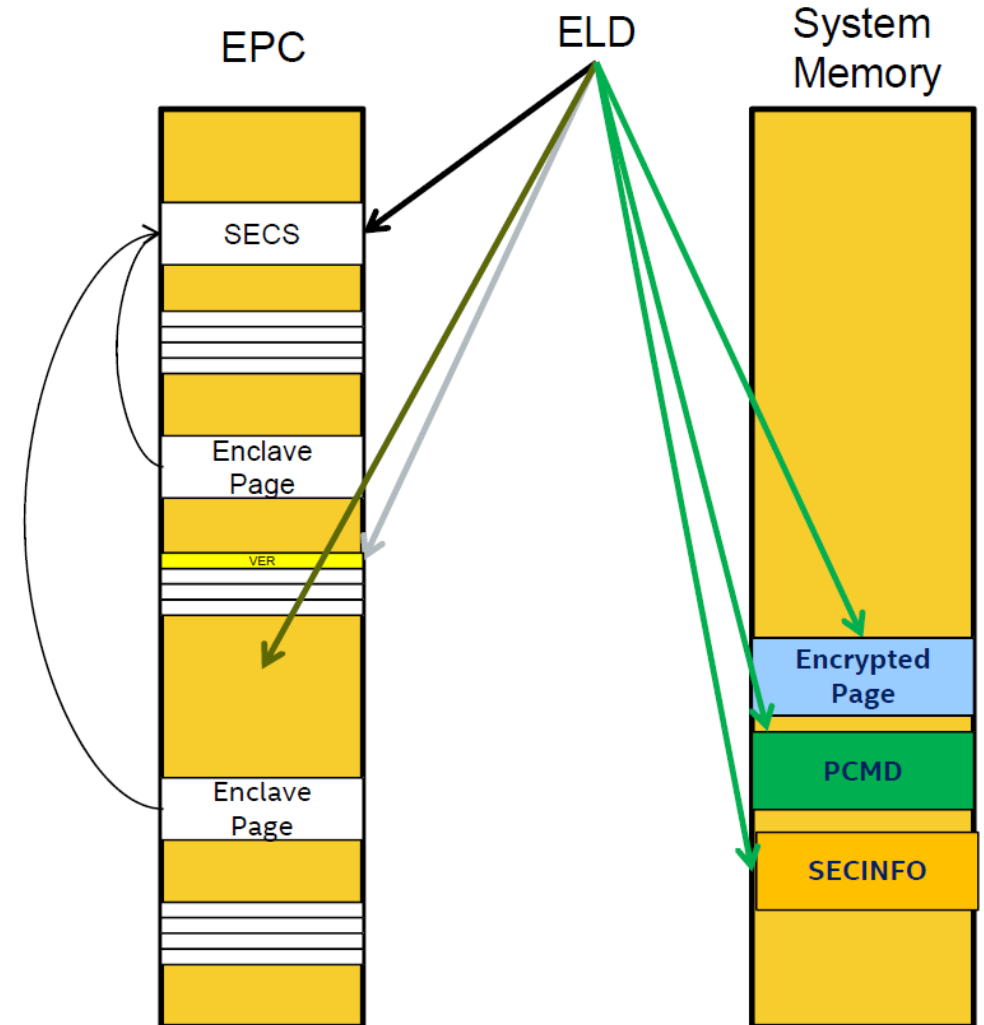 EPC
ELD
System
Memory
SECS
Enclave
Page
VER
Enclave
Page
Encrypted
Page
PCMD
SECINFO